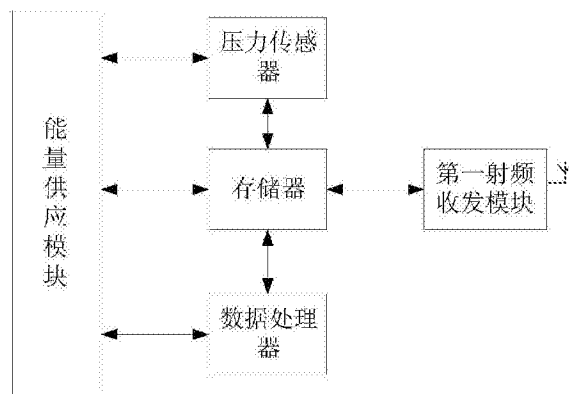 能量供应模块
压力传感
器
存储器
第一射频
收发模块
数据处理
器